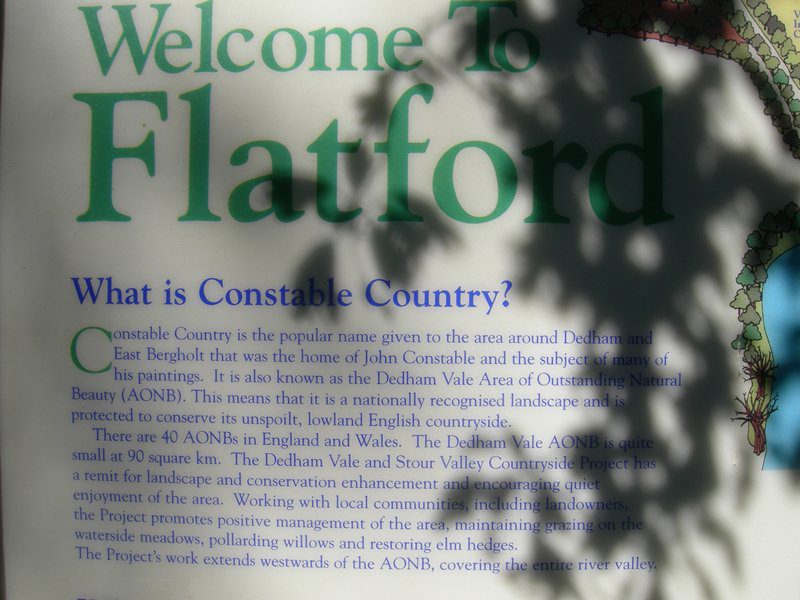 Welcome To
Flatford
What is Constable Country?
Constable Country is the popular name given to the area around Dedham and
East Bergholt that was the home of John Constable and the subject of many of
his paintings. It is also known as the Dedham Vale Area of Outstanding Natural
Beauty (AONB). This means that it is a nationally recognised landscape and is
protected to conserve its unspoilt, lowland English countryside.
There are 40 AONBs in England and Wales. The Dedham Vale AONB is quite
small at 90 square km. The Dedham Vale and Stour Valley Countryside Project has
a remit for landscape and conservation enhancement and encouraging quiet
enjoyment of the area. Working with local communities, including landowners,
the Project promotes positive management of the area, maintaining grazing on the
waterside meadows, pollarding willows and restoring elm hedges.
The Project's work extends westwards of the AONB, covering the entire river valley.